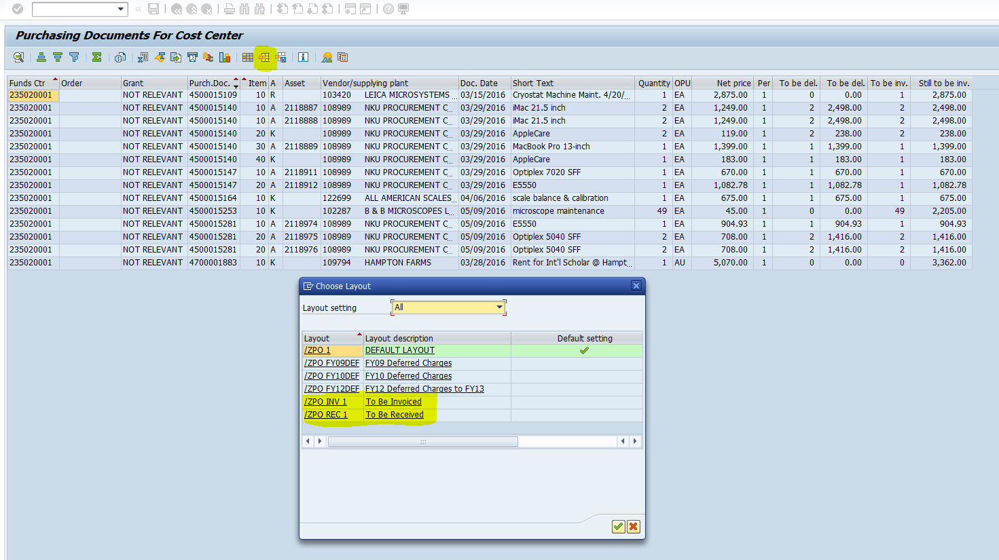 Purchasing Documents For Cost Center
Funds Ctr Order Grant Purch.Doc. Item A Asset Vendor/supplying plant Doc. Date Short Text Quantity OPU Net price Per To be del. To be del. To be inv. Still to be inv.
235020001 NOT RELEVANT 4500015109 10 R 103420 LEICA MICROSYSTEMS ... 03/15/2016 Cryostat Machine Maint. 4/20/... 1 EA 2,875.00 1 0 0.00 1 2,875.00
235020001 NOT RELEVANT 4500015140 10 A 2118887 108989 NKU PROCUREMENT C... 03/29/2016 iMac 21.5 inch 2 EA 1,249.00 1 2 2,498.00 2 2,498.00
235020001 NOT RELEVANT 4500015140 10 A 2118888 108989 NKU PROCUREMENT C... 03/29/2016 iMac 21.5 inch 2 EA 1,249.00 1 2 2,498.00 2 2,498.00
235020001 NOT RELEVANT 4500015140 20 K 108989 NKU PROCUREMENT C... 03/29/2016 AppleCare 2 EA 119.00 1 2 238.00 2 238.00
235020001 NOT RELEVANT 4500015140 30 A 2118889 108989 NKU PROCUREMENT C... 03/29/2016 MacBook Pro 13-inch 1 EA 1,399.00 1 1 1,399.00 1 1,399.00
235020001 NOT RELEVANT 4500015140 40 K 108989 NKU PROCUREMENT C... 03/29/2016 AppleCare 1 EA 183.00 1 1 183.00 1 183.00
235020001 NOT RELEVANT 4500015147 10 A 2118911 108989 NKU PROCUREMENT C... 03/29/2016 Optiplex 7020 SFF 1 EA 670.00 1 1 670.00 1 670.00
235020001 NOT RELEVANT 4500015147 20 A 2118912 108989 NKU PROCUREMENT C... 03/29/2016 E5550 1 EA 1,082.78 1 1 1,082.78 1 1,082.78
235020001 NOT RELEVANT 4500015164 10 K 122699 ALL AMERICAN SCALES... 04/06/2016 scale balance & calibration 1 EA 675.00 1 1 675.00 1 675.00
235020001 NOT RELEVANT 4500015253 10 K 102287 B & B MICROSCOPES L... 05/09/2016 microscope maintenance 49 EA 45.00 1 0 0.00 49 2,205.00
235020001 NOT RELEVANT 4500015281 10 A 2118974 108989 NKU PROCUREMENT C... 05/09/2016 E5550 1 EA 904.93 1 1 904.93 1 904.93
235020001 NOT RELEVANT 4500015281 20 A 2118975 108989 NKU PROCUREMENT C... 05/09/2016 Optiplex 5040 SFF 2 EA 708.00 1 2 1,416.00 2 1,416.00
235020001 NOT RELEVANT 4500015281 20 A 2118976 108989 NKU PROCUREMENT C... 05/09/2016 Optiplex 5040 SFF 2 EA 708.00 1 2 1,416.00 2 1,416.00
235020001 NOT RELEVANT 4700001883 10 K 109794 HAMPTON FARMS 03/28/2016 Rent for Int'l Scholar @ Hampt... 1 AU 5,070.00 1 0 0.00 0 3,362.00
Choose Layout
Layout setting All
Layout Layout description Default setting
/ZPO 1 DEFAULT LAYOUT
/ZPO FY09DEF FY09 Deferred Charges
/ZPO FY10DEF FY10 Deferred Charges
/ZPO FY12DEF FY12 Deferred Charges to FY13
/ZPO INV 1 To Be Invoiced
/ZPO REC 1 To Be Received